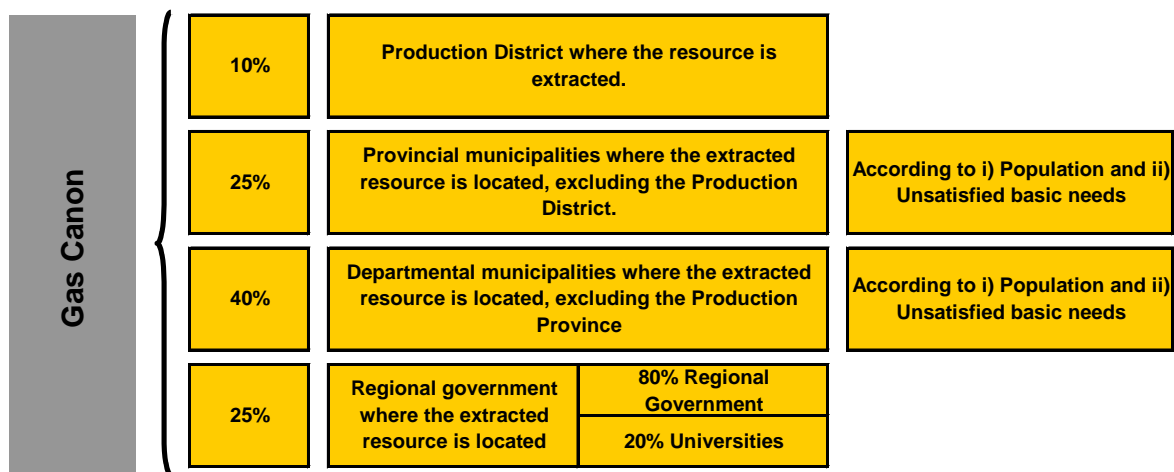 Gas Canon
10%
Production District where the resource is
extracted.
25%
Provincial municipalities where the extracted
resource is located, excluding the Production
District.
According to i) Population and ii)
Unsatisfied basic needs
40%
Departmental municipalities where the extracted
resource is located, excluding the Production
Province
According to i) Population and ii)
Unsatisfied basic needs
25%
Regional government
where the extracted
resource is located
80% Regional
Government
20% Universities